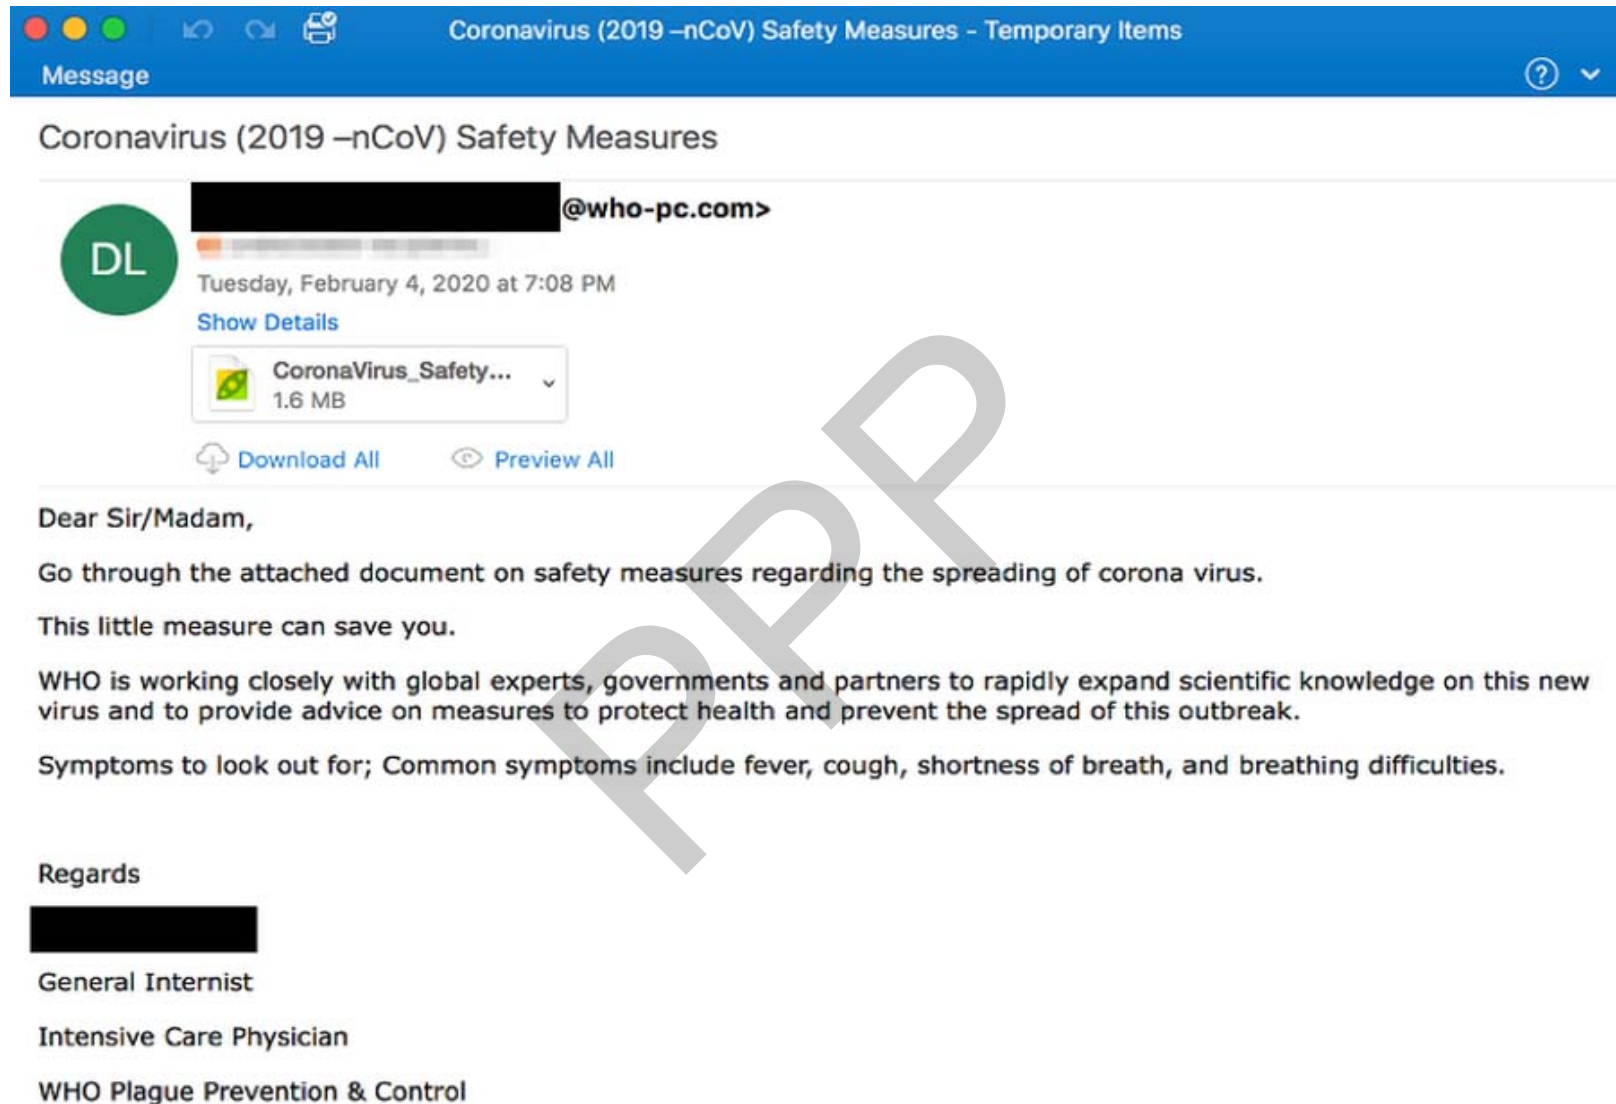 Coronavirus (2019 –nCoV) Safety Measures - Temporary Items
Message
Coronavirus (2019 –nCoV) Safety Measures
@who-pc.com>
DL
Tuesday, February 4, 2020 at 7:08 PM
Show Details
CoronaVirus_Safety...
1.6 MB
Download All Preview All
Dear Sir/Madam,
Go through the attached document on safety measures regarding the spreading of corona virus.
This little measure can save you.
WHO is working closely with global experts, governments and partners to rapidly expand scientific knowledge on this new
virus and to provide advice on measures to protect health and prevent the spread of this outbreak.
Symptoms to look out for; Common symptoms include fever, cough, shortness of breath, and breathing difficulties.
Regards
General Internist
Intensive Care Physician
WHO Plague Prevention & Control
PPP